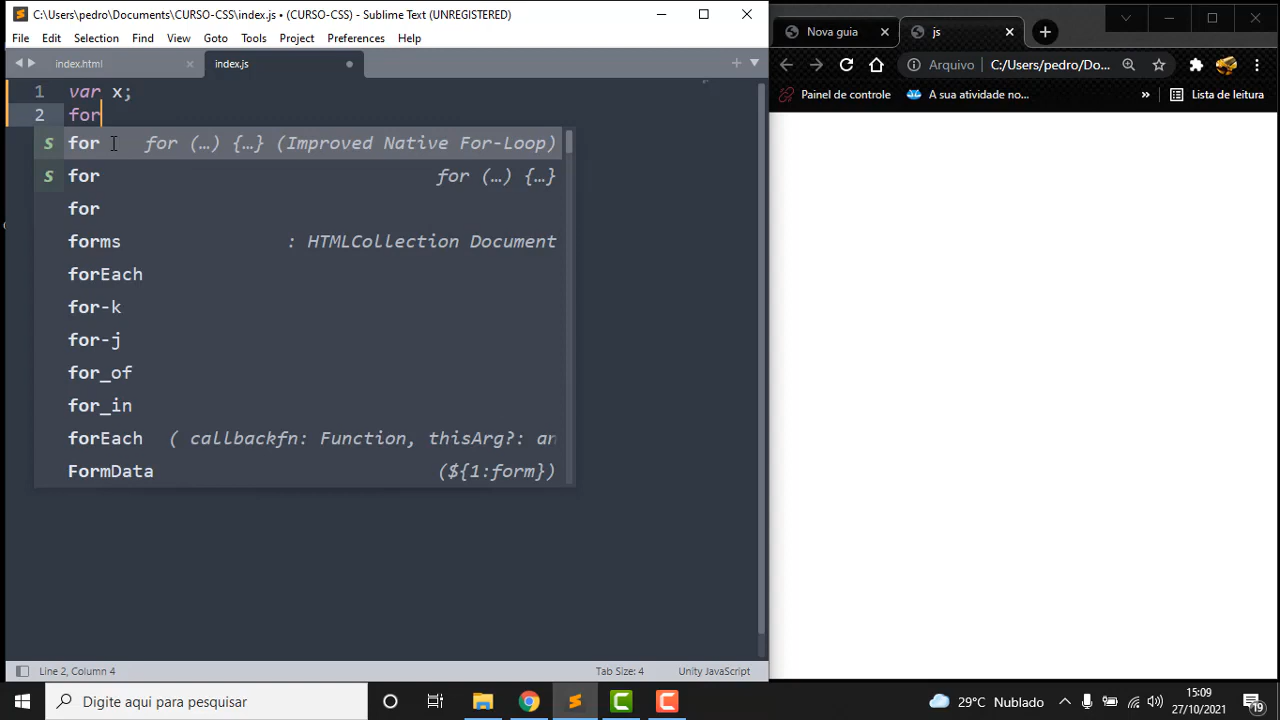 C:\Users\pedro\Documents\CURSO-CSS\index.js • (CURSO-CSS) - Sublime Text (UNREGISTERED)
File Edit Selection Find View Goto Tools Project Preferences Help
index.html
index.js
1 var x;
2 for
s for for (…) {…} (Improved Native For-Loop)
s for for (…) {…}
for
forms : HTMLCollection Document
forEach
for-k
for-j
for_of
for_in
forEach ( callbackfn: Function, thisArg?: an
FormData (${1:form})
Line 2, Column 4
Tab Size: 4
Unity JavaScript
Nova guia
js
Arquivo | C:/Users/pedro/Do...
Painel de controle
A sua atividade no...
»
Lista de leitura
Digite aqui para pesquisar
29°C Nublado
15:09
27/10/2021
19